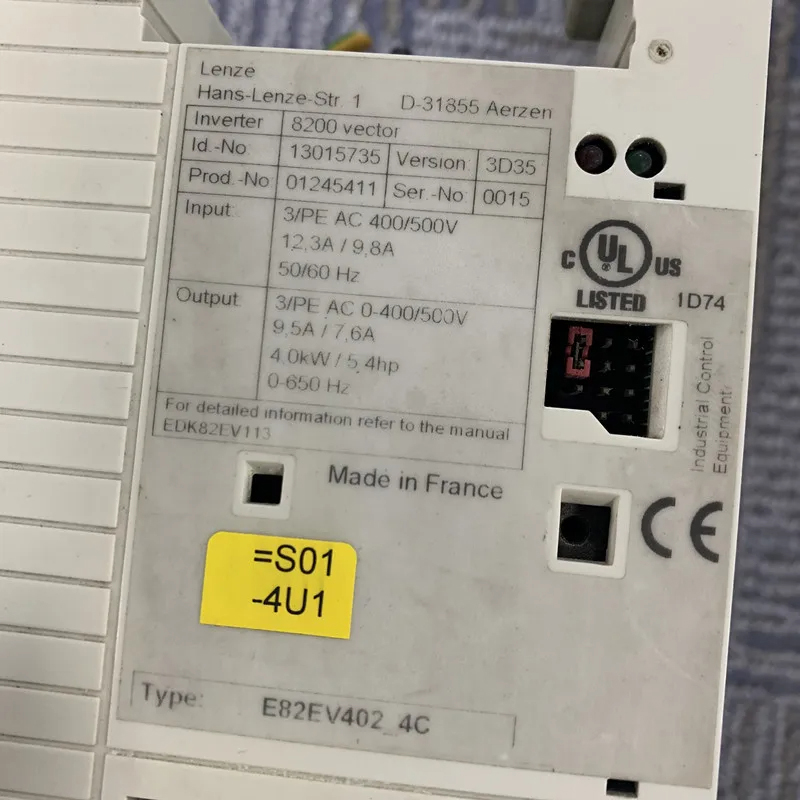 Lenze
Hans-Lenze-Str. 1 D-31855 Aerzen
Inverter 8200 vector
Id.-No. 13015735 Version: 3D35
Prod.-No 01245411 Ser.-No 0015
Input: 3/PE AC 400/500V
12,3A / 9,8A
50/60 Hz
Output: 3/PE AC 0-400/500V
9,5A / 7,6A
4.0kW / 5,4hp
0-650 Hz
For detailed information refer to the manual
EDK82EV113
Made in France
C UL US
®
LISTED 1D74
Industrial Control
Equipment
CE
=S01
-4U1
Type: E82EV402_4C